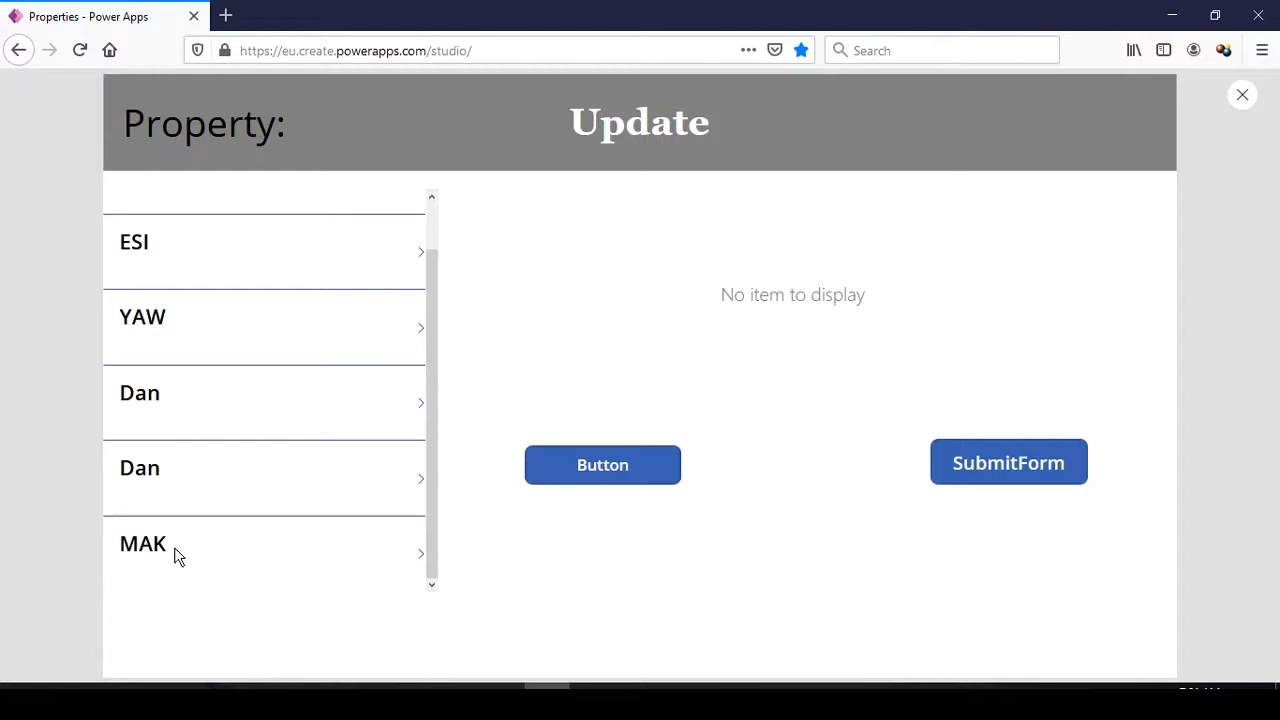 Properties - Power Apps
https://eu.create.powerapps.com/studio/
Search
Property:
Update
ESI
YAW
Dan
Dan
MAK
No item to display
Button
SubmitForm